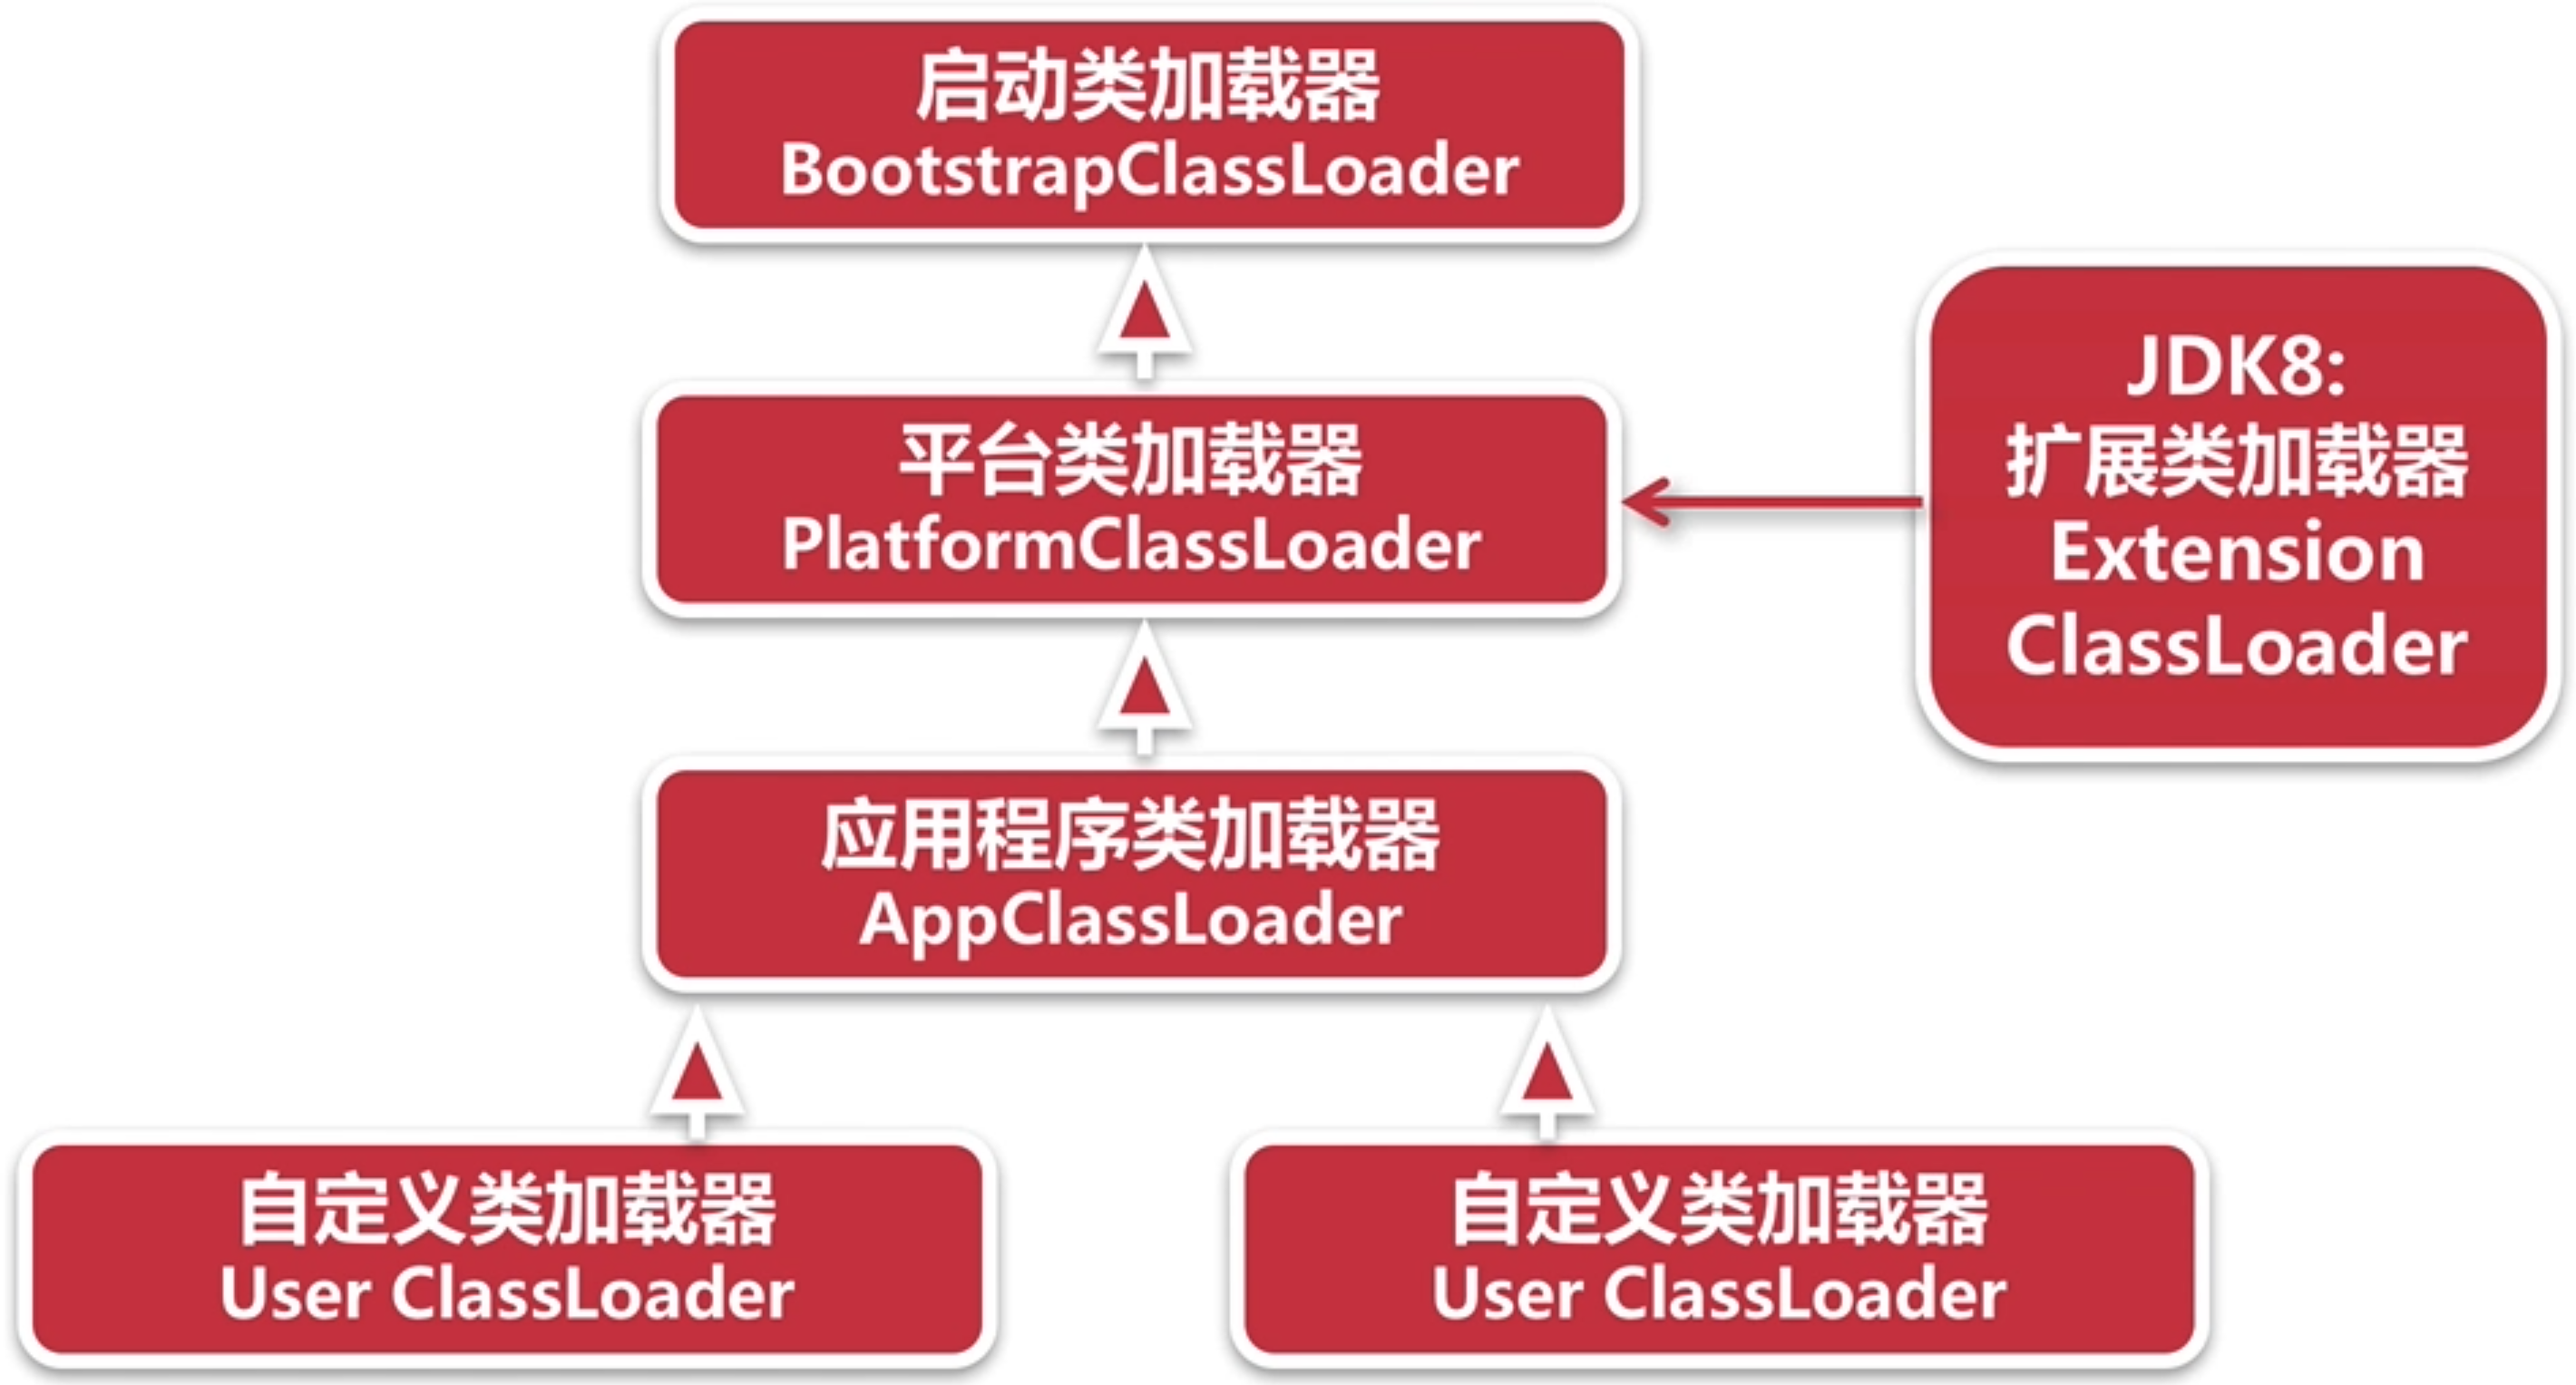 启动类加载器
BootstrapClassLoader
平台类加载器
PlatformClassLoader
JDK8:
扩展类加载器
Extension
ClassLoader
应用程序类加载器
AppClassLoader
自定义类加载器
User ClassLoader
自定义类加载器
User ClassLoader